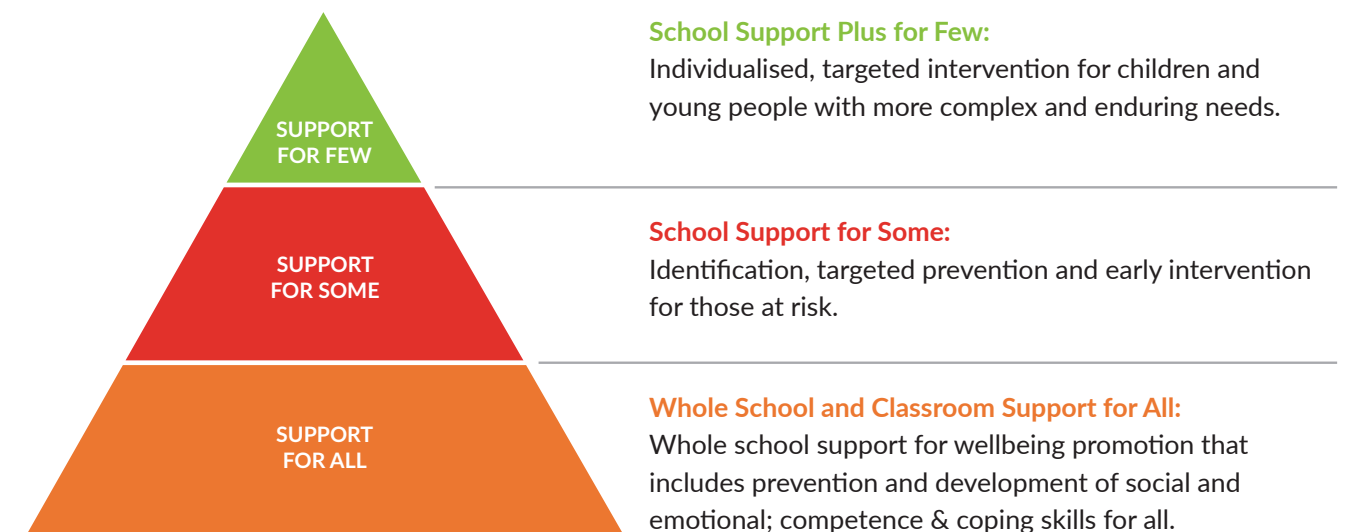 SUPPORT
FOR FEW
School Support Plus for Few:
Individualised, targeted intervention for children and
young people with more complex and enduring needs.
SUPPORT
FOR SOME
School Support for Some:
Identification, targeted prevention and early intervention
for those at risk.
SUPPORT
FOR ALL
Whole School and Classroom Support for All:
Whole school support for wellbeing promotion that
includes prevention and development of social and
emotional; competence & coping skills for all.